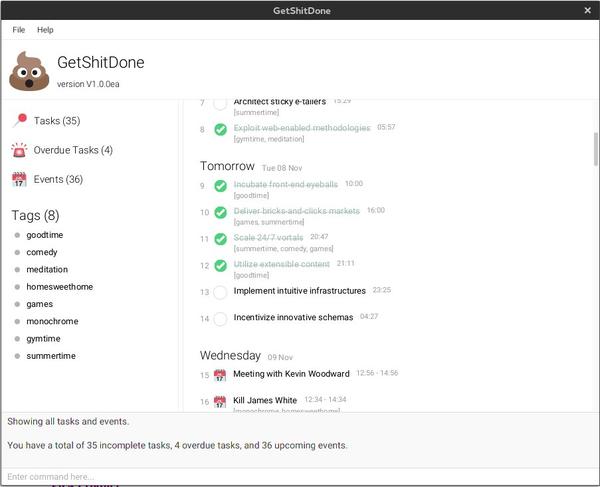 GetShitDone
File Help
GetShitDone
version V1.0.0ea
Tasks (35)
Overdue Tasks (4)
Events (36)
Tags (8)
goodtime
comedy
meditation
homesweethome
games
monochrome
gymtime
summertime
7 Architect sticky e-tailers 15:29
[summertime]
8 Exploit web-enabled methodologies 05:57
[gymtime, meditation]
Tomorrow Tue 08 Nov
9 Incubate front-end eyeballs 10:00
[goodtime]
10 Deliver bricks-and-clicks markets 16:00
[games, summertime]
11 Scale 24/7 vortals 20:47
[summertime, comedy, games]
12 Utilize extensible content 21:11
[goodtime]
13 Implement intuitive infrastructures 23:25
14 Incentivize innovative schemas 04:27
Wednesday 09 Nov
15 Meeting with Kevin Woodward 12:56 - 14:56
16 Kill James White 12:34 - 14:34
[monochrome, homesweethome]
Showing all tasks and events.
You have a total of 35 incomplete tasks, 4 overdue tasks, and 36 upcoming events.
Enter command here...